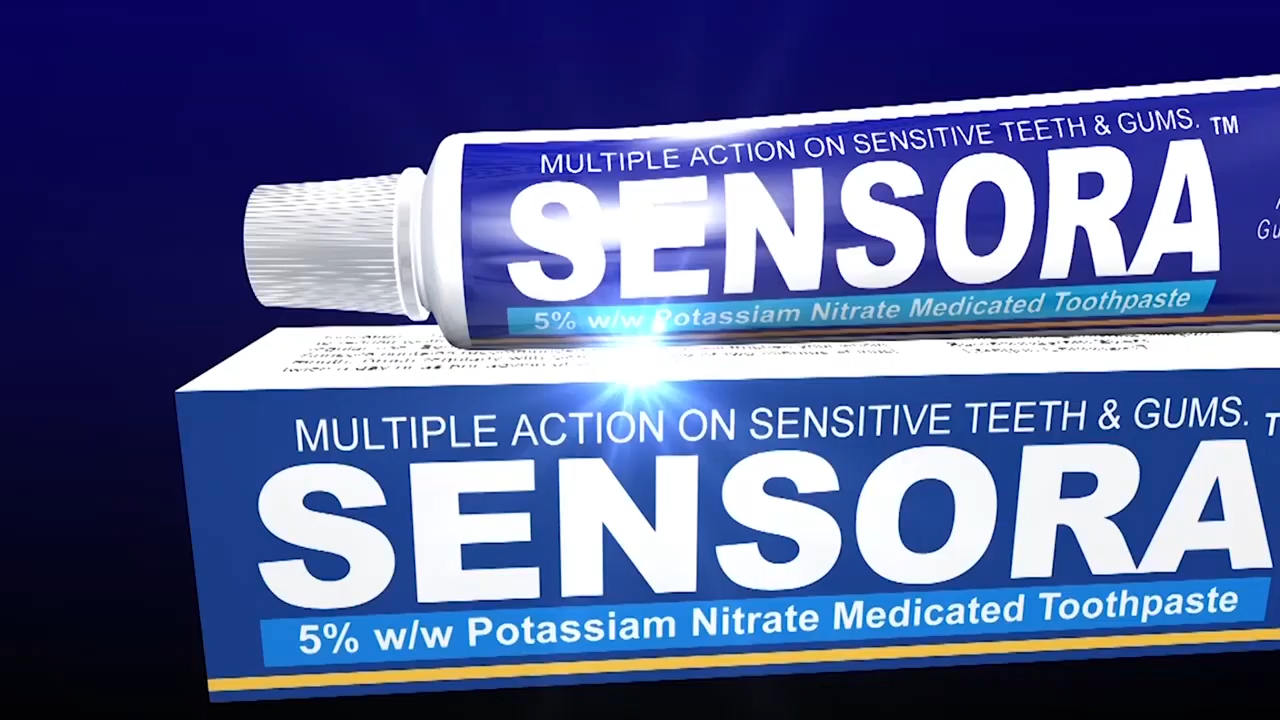 MULTIPLE ACTION ON SENSITIVE TEETH & GUMS. TM
SENSORA
5% w/w Potassiam Nitrate Medicated Toothpaste
MULTIPLE ACTION ON SENSITIVE TEETH & GUMS.
SENSORA
5% w/w Potassiam Nitrate Medicated Toothpaste